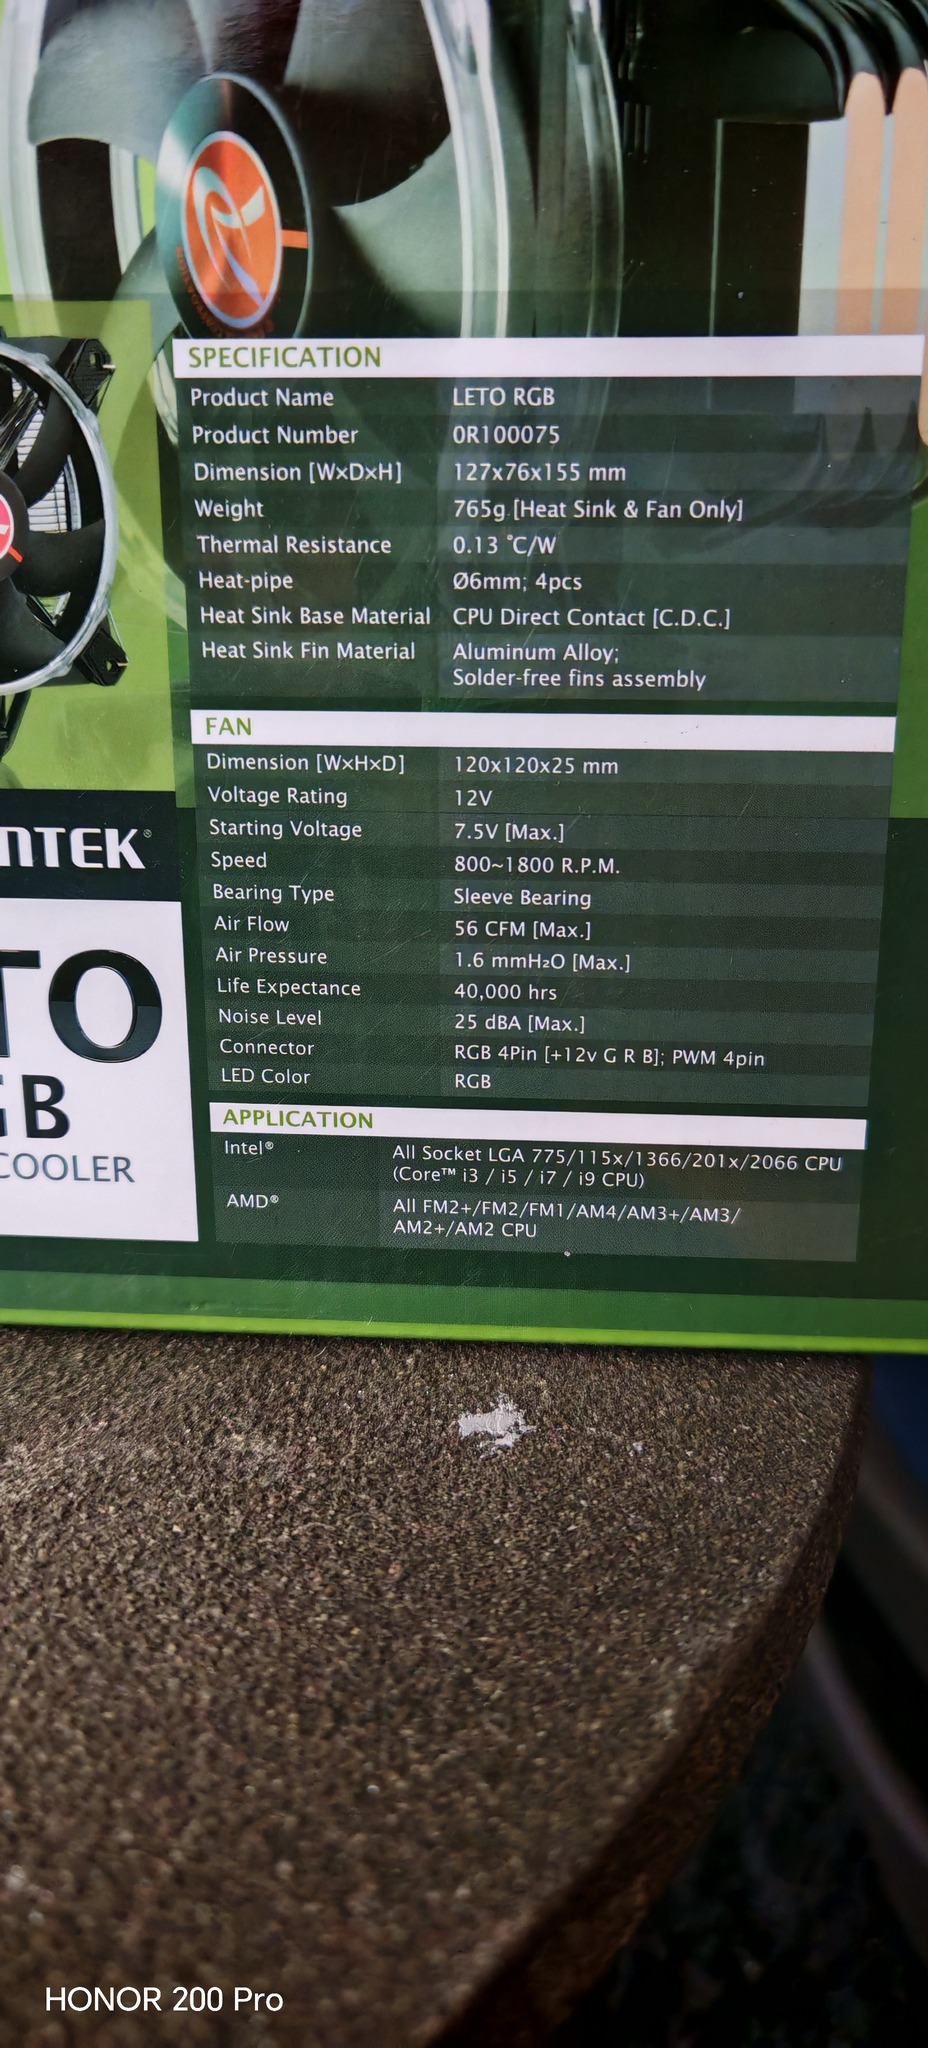 SPECIFICATION
Product Name LETO RGB
Product Number 0R100075
Dimension [W×D×H] 127x76x155 mm
Weight 765g [Heat Sink & Fan Only]
Thermal Resistance 0.13 °C/W
Heat-pipe Ø6mm; 4pcs
Heat Sink Base Material CPU Direct Contact [C.D.C.]
Heat Sink Fin Material Aluminum Alloy;
Solder-free fins assembly
FAN
Dimension [W×H×D] 120x120x25 mm
Voltage Rating 12V
Starting Voltage 7.5V [Max.]
Speed 800~1800 R.P.M.
Bearing Type Sleeve Bearing
Air Flow 56 CFM [Max.]
Air Pressure 1.6 mmH₂O [Max.]
Life Expectance 40,000 hrs
Noise Level 25 dBA [Max.]
Connector RGB 4Pin [+12v G R B]; PWM 4pin
LED Color RGB
APPLICATION
Intel® All Socket LGA 775/115x/1366/201x/2066 CPU
(Core™ i3 / i5 / i7 / i9 CPU)
AMD® All FM2+/FM2/FM1/AM4/AM3+/AM3/
AM2+/AM2 CPU
NTEK®
TO
GB
COOLER
HONOR 200 Pro